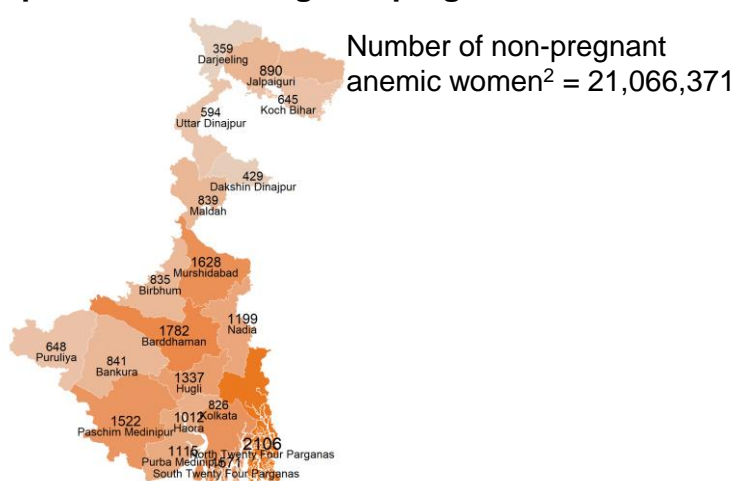 Number of non-pregnant
anemic women2 = 21,066,371
359
Darjeeling
890
Jalpaiguri
645
Koch Bihar
594
Uttar Dinajpur
429
Dakshin Dinajpur
839
Maldah
1628
Murshidabad
835
Birbhum
1199
Nadia
1782
Barddhaman
648
Puruliya
841
Bankura
1337
Hugli
826
Kolkata
1522
Paschim Medinipur
1012
Haora
2106
North Twenty Four Parganas
Purba Medinipur
South Twenty Four Parganas